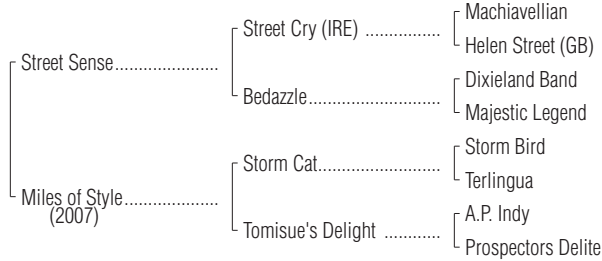 Machiavellian
Street Cry (IRE) ..................
Helen Street (GB)
Street Sense.........................
Dixieland Band
Bedazzle................................
Majestic Legend
Storm Bird
Storm Cat.............................
Terlingua
Miles of Style.......................
(2007)
A.P. Indy
Tomisue's Delight .............
Prospectors Delite